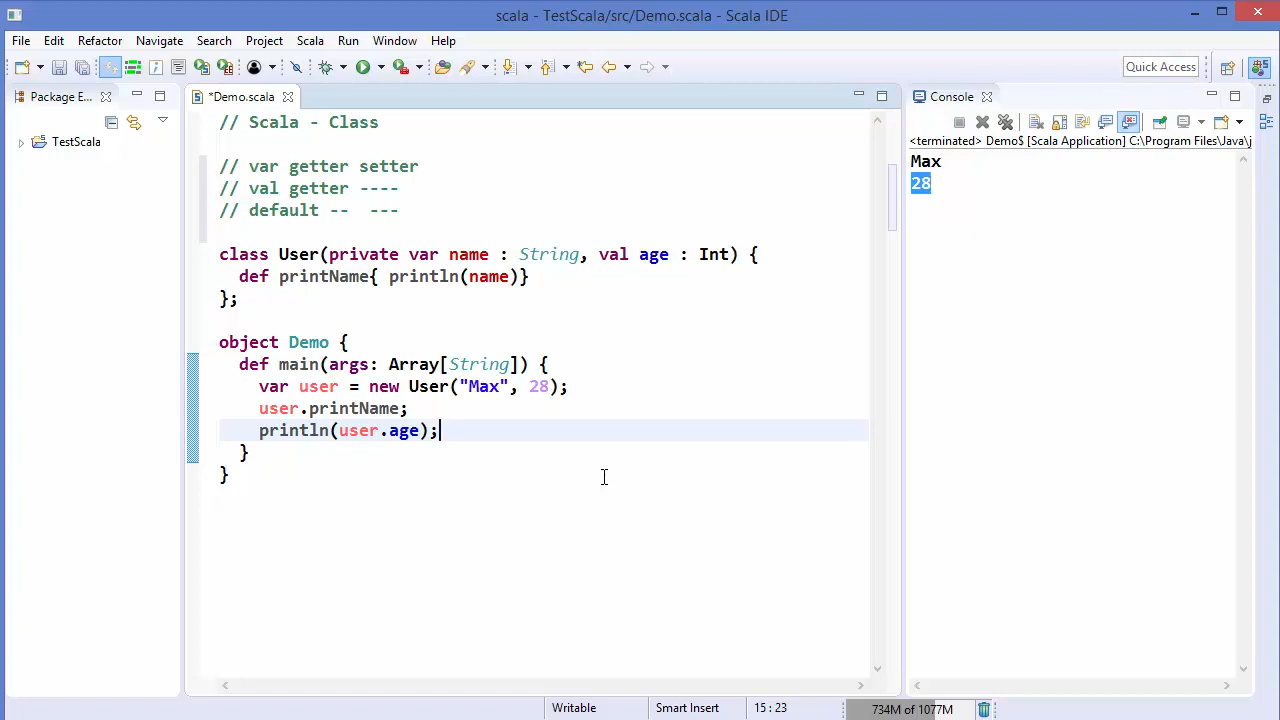 scala - TestScala/src/Demo.scala - Scala IDE
File Edit Refactor Navigate Search Project Scala Run Window Help
Quick Access
Package E...
*Demo.scala
Console
TestScala
<terminated> Demo$ [Scala Application] C:\Program Files\Java\j
Max
28
// Scala - Class
// var getter setter
// val getter ----
// default --  ---
class User(private var name : String, val age : Int) {
  def printName{ println(name)}
};
object Demo {
  def main(args: Array[String]) {
    var user = new User("Max", 28);
    user.printName;
    println(user.age);
  }
}
Writable
Smart Insert
15 : 23
734M of 1077M